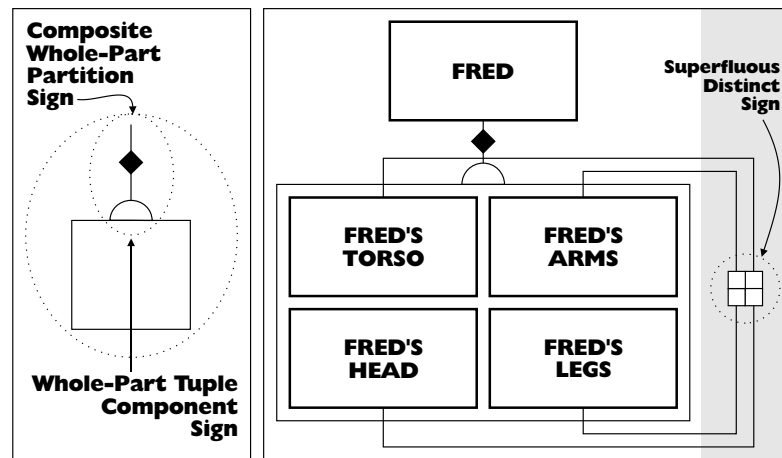 Composite
Whole-Part
Partition
Sign
Whole-Part Tuple
Component
Sign
FRED
Superfluous
Distinct
Sign
FRED'S
TORSO
FRED'S
ARMS
FRED'S
HEAD
FRED'S
LEGS